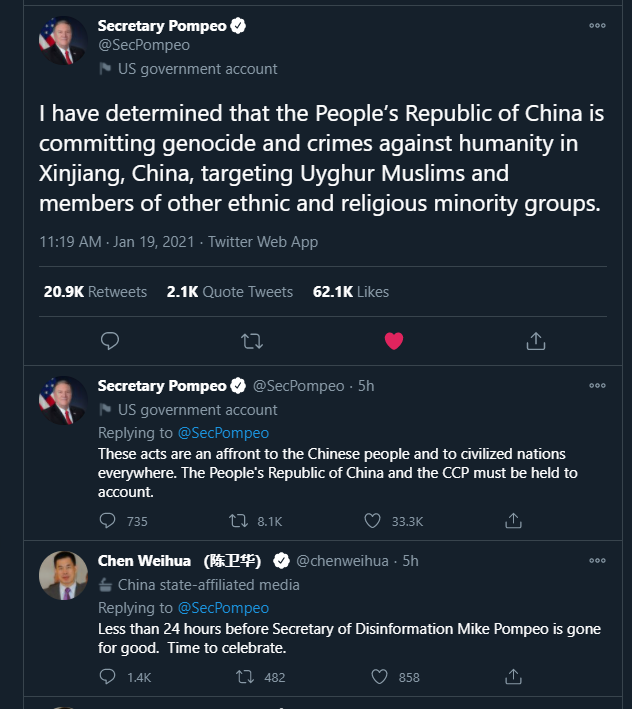 Secretary Pompeo
@SecPompeo
US government account
I have determined that the People's Republic of China is
committing genocide and crimes against humanity in
Xinjiang, China, targeting Uyghur Muslims and
members of other ethnic and religious minority groups.
11:19 AM · Jan 19, 2021 · Twitter Web App
20.9K Retweets 2.1K Quote Tweets 62.1K Likes
Secretary Pompeo @SecPompeo · 5h
US government account
Replying to @SecPompeo
These acts are an affront to the Chinese people and to civilized nations
everywhere. The People's Republic of China and the CCP must be held to
account.
735 8.1K 33.3K
Chen Weihua (陈卫华) @chenweihua · 5h
China state-affiliated media
Replying to @SecPompeo
Less than 24 hours before Secretary of Disinformation Mike Pompeo is gone
for good. Time to celebrate.
1.4K 482 858